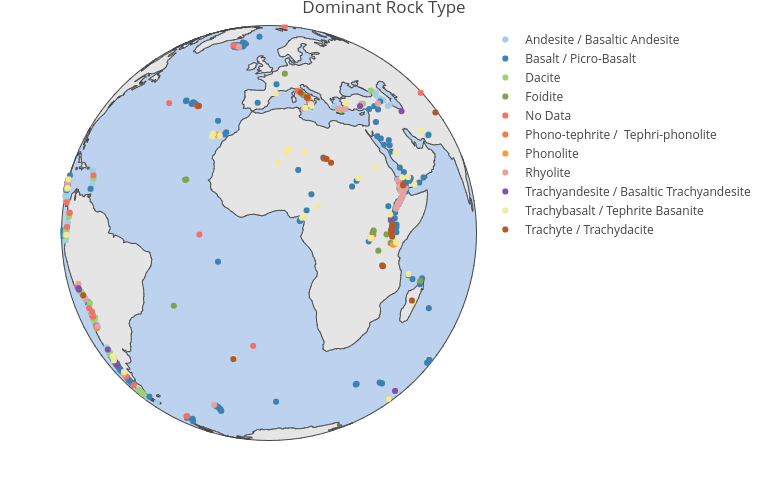 Dominant Rock Type
Andesite / Basaltic Andesite
Basalt / Picro-Basalt
Dacite
Foidite
No Data
Phono-tephrite /  Tephri-phonolite
Phonolite
Rhyolite
Trachyandesite / Basaltic Trachyandesite
Trachybasalt / Tephrite Basanite
Trachyte / Trachydacite